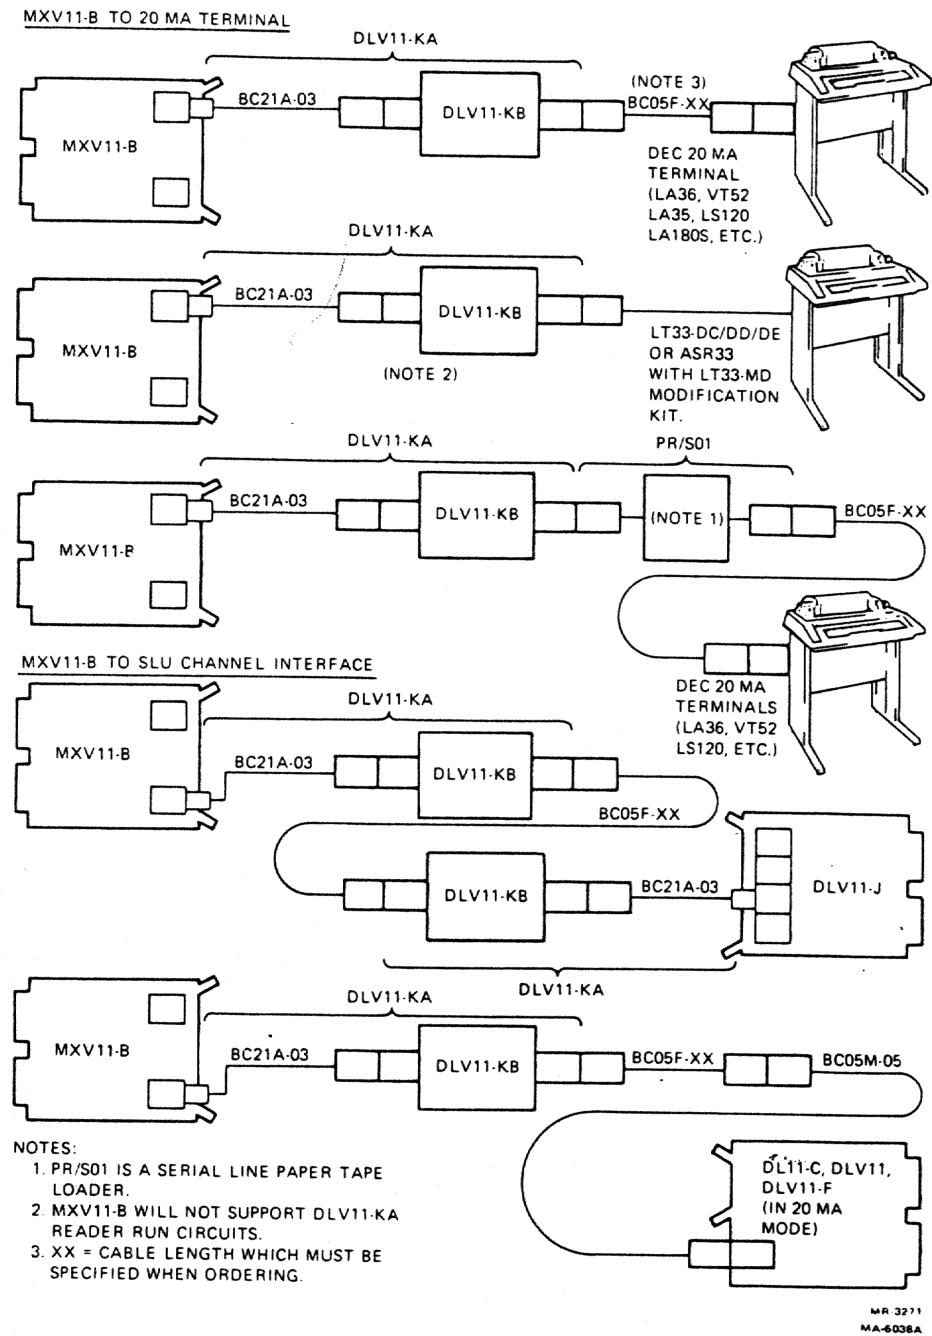 MXV11-B TO 20 MA TERMINAL
DLV11-KA
MXV11-B
BC21A-03
DLV11-KB
(NOTE 3)
BC05F-XX
DEC 20 MA
TERMINAL
(LA36, VT52
LA35, LS120
LA180S, ETC.)
DLV11-KA
MXV11-B
BC21A-03
DLV11-KB
(NOTE 2)
LT33-DC/DD/DE
OR ASR33
WITH LT33-MD
MODIFICATION
KIT.
DLV11-KA
PR/S01
MXV11-B
BC21A-03
DLV11-KB
(NOTE 1)
BC05F-XX
DEC 20 MA
TERMINALS
(LA36, VT52
LS120, ETC.)
MXV11-B TO SLU CHANNEL INTERFACE
DLV11-KA
MXV11-B
BC21A-03
DLV11-KB
BC05F-XX
DLV11-KB
BC21A-03
DLV11-J
DLV11-KA
DLV11-KA
MXV11-B
BC21A-03
DLV11-KB
BC05F-XX
BC05M-05
DL11-C, DLV11,
DLV11-F
(IN 20 MA
MODE)
NOTES:
1. PR/S01 IS A SERIAL LINE PAPER TAPE
LOADER.
2. MXV11-B WILL NOT SUPPORT DLV11-KA
READER RUN CIRCUITS.
3. XX = CABLE LENGTH WHICH MUST BE
SPECIFIED WHEN ORDERING.
MR-3271
MA-6038A